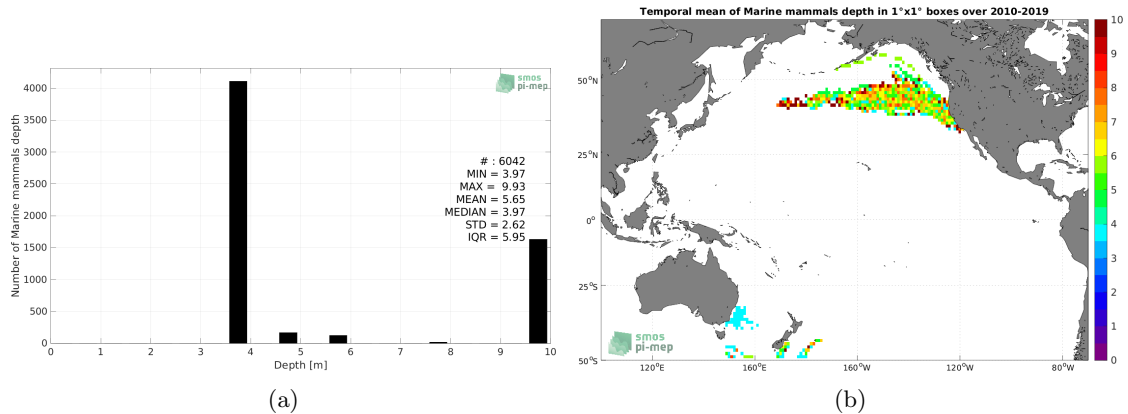 Temporal mean of Marine mammals depth in 1°x1° boxes over 2010-2019
smos
pi-mep
Number of Marine mammals depth
4000
3500
3000
2500
2000
1500
1000
500
0
# : 6042
MIN = 3.97
MAX = 9.93
MEAN = 5.65
MEDIAN = 3.97
STD = 2.62
IQR = 5.95
0 1 2 3 4 5 6 7 8 9 10
Depth [m]
(a)
50°N
25°N
0°
25°S
50°S
smos
pi-mep
120°E 160°E 160°W 120°W 80°W
10
9
8
7
6
5
4
3
2
1
0
(b)